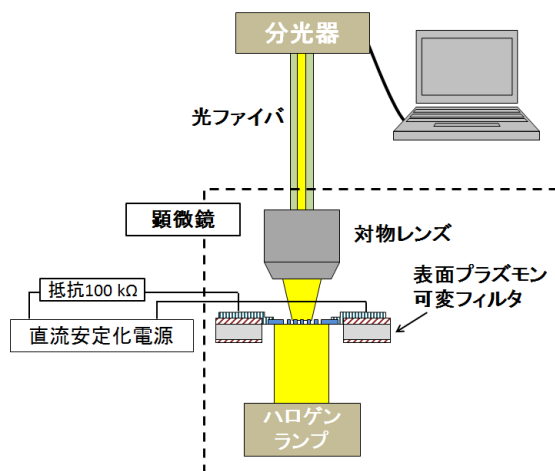 分光器
光ファイバ
顕微鏡
対物レンズ
表面プラズモン
可変フィルタ
抵抗100 kΩ
直流安定化電源
ハロゲン
ランプ